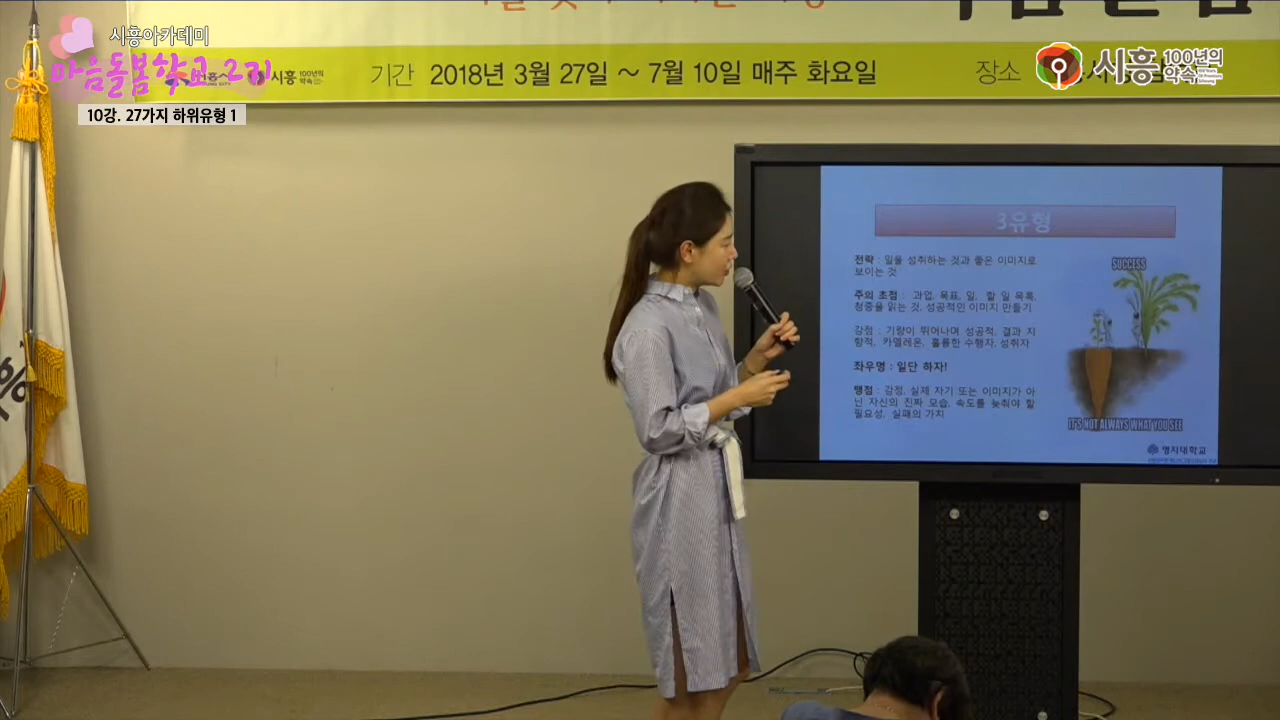 시흥아카데미
마음돌봄학교 2기
10강. 27가지 하위유형 1
시흥 100년의 약속
기간 2018년 3월 27일 ~ 7월 10일 매주 화요일
장소
시흥 100년의 약속
3유형
전략 : 일을 성취하는 것과 좋은 이미지로
보이는 것
주의 초점 : 과업, 목표, 일, 할 일 목록,
청중을 읽는 것, 성공적인 이미지 만들기
강점 : 기량이 뛰어나며 성공적, 결과 지
향적, 카멜레온, 훌륭한 수행자, 성취자
좌우명 : 일단 하자!
맹점 : 감정, 실제 자기 또는 이미지가 아
닌 자신의 진짜 모습, 속도를 늦춰야 할
필요성, 실패의 가치
SUCCESS
IT'S NOT ALWAYS WHAT YOU SEE
명지대학교